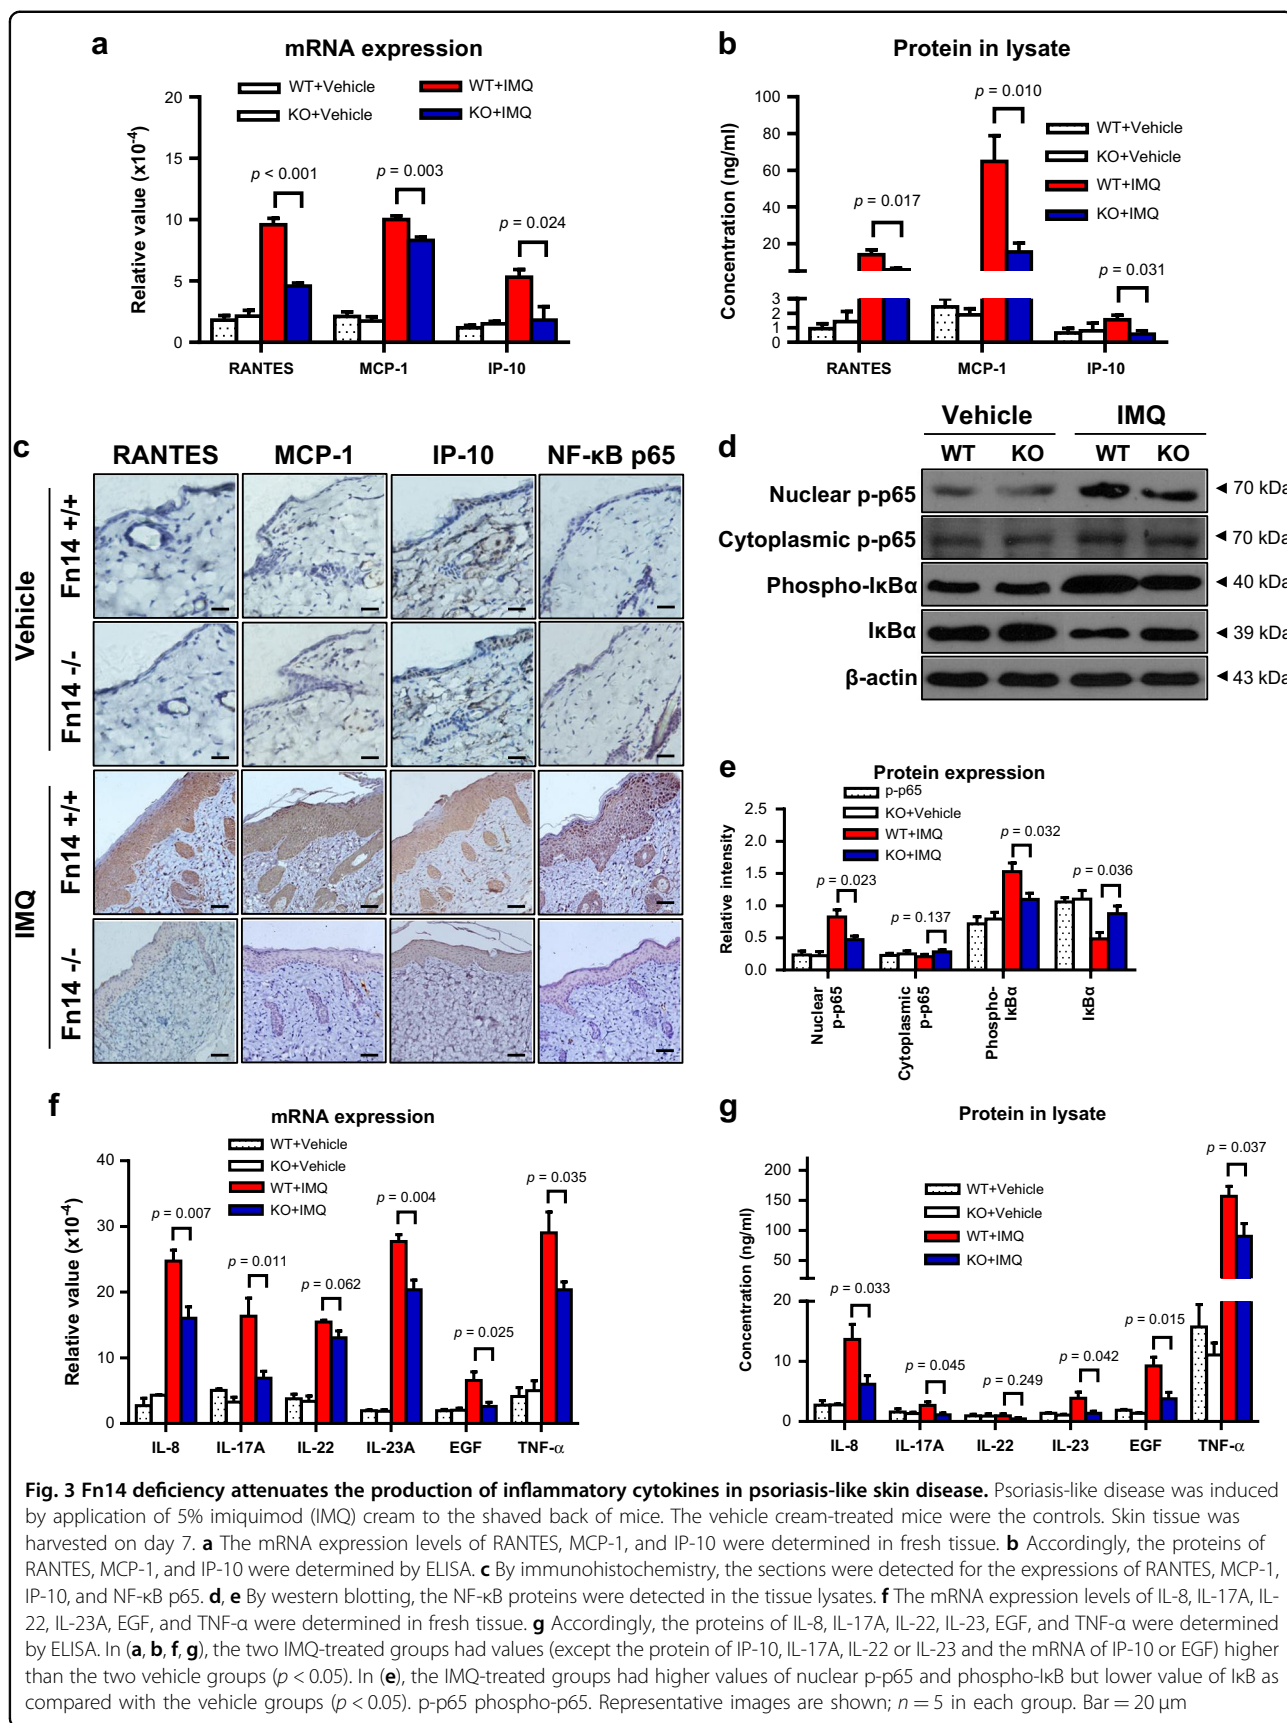 a
mRNA expression
WT+Vehicle
WT+IMQ
KO+Vehicle
KO+IMQ
Relative value (x10⁻⁴)
20
15
10
5
0
p < 0.001
p = 0.003
p = 0.024
RANTES
MCP-1
IP-10
b
Protein in lysate
Concentration (ng/ml)
100
80
60
40
20
3
2
1
0
p = 0.010
p = 0.017
p = 0.031
WT+Vehicle
KO+Vehicle
WT+IMQ
KO+IMQ
RANTES
MCP-1
IP-10
c
RANTES
MCP-1
IP-10
NF-κB p65
Vehicle
Fn14 +/+
Fn14 -/-
IMQ
Fn14 +/+
Fn14 -/-
d
Vehicle
IMQ
WT
KO
WT
KO
Nuclear p-p65
◄ 70 kDa
Cytoplasmic p-p65
◄ 70 kDa
Phospho-IκBα
◄ 40 kDa
IκBα
◄ 39 kDa
β-actin
◄ 43 kDa
e
Protein expression
p-p65
KO+Vehicle
WT+IMQ
KO+IMQ
Relative intensity
2.5
2.0
1.5
1.0
0.5
0.0
p = 0.023
p = 0.137
p = 0.032
p = 0.036
Nuclear
p-p65
Cytoplasmic
p-p65
Phospho-
IκBα
IκBα
f
mRNA expression
WT+Vehicle
KO+Vehicle
WT+IMQ
KO+IMQ
Relative value (x10⁻⁴)
40
30
20
10
0
p = 0.007
p = 0.011
p = 0.062
p = 0.004
p = 0.025
p = 0.035
IL-8
IL-17A
IL-22
IL-23A
EGF
TNF-α
g
Protein in lysate
WT+Vehicle
KO+Vehicle
WT+IMQ
KO+IMQ
Concentration (ng/ml)
200
150
100
50
20
10
0
p = 0.033
p = 0.045
p = 0.249
p = 0.042
p = 0.015
p = 0.037
IL-8
IL-17A
IL-22
IL-23
EGF
TNF-α
Fig. 3 Fn14 deficiency attenuates the production of inflammatory cytokines in psoriasis-like skin disease. Psoriasis-like disease was induced
by application of 5% imiquimod (IMQ) cream to the shaved back of mice. The vehicle cream-treated mice were the controls. Skin tissue was
harvested on day 7. a The mRNA expression levels of RANTES, MCP-1, and IP-10 were determined in fresh tissue. b Accordingly, the proteins of
RANTES, MCP-1, and IP-10 were determined by ELISA. c By immunohistochemistry, the sections were detected for the expressions of RANTES, MCP-1,
IP-10, and NF-κB p65. d, e By western blotting, the NF-κB proteins were detected in the tissue lysates. f The mRNA expression levels of IL-8, IL-17A, IL-
22, IL-23A, EGF, and TNF-α were determined in fresh tissue. g Accordingly, the proteins of IL-8, IL-17A, IL-22, IL-23, EGF, and TNF-α were determined
by ELISA. In (a, b, f, g), the two IMQ-treated groups had values (except the protein of IP-10, IL-17A, IL-22 or IL-23 and the mRNA of IP-10 or EGF) higher
than the two vehicle groups (p < 0.05). In (e), the IMQ-treated groups had higher values of nuclear p-p65 and phospho-IκB but lower value of IκB as
compared with the vehicle groups (p < 0.05). p-p65 phospho-p65. Representative images are shown; n = 5 in each group. Bar = 20 µm